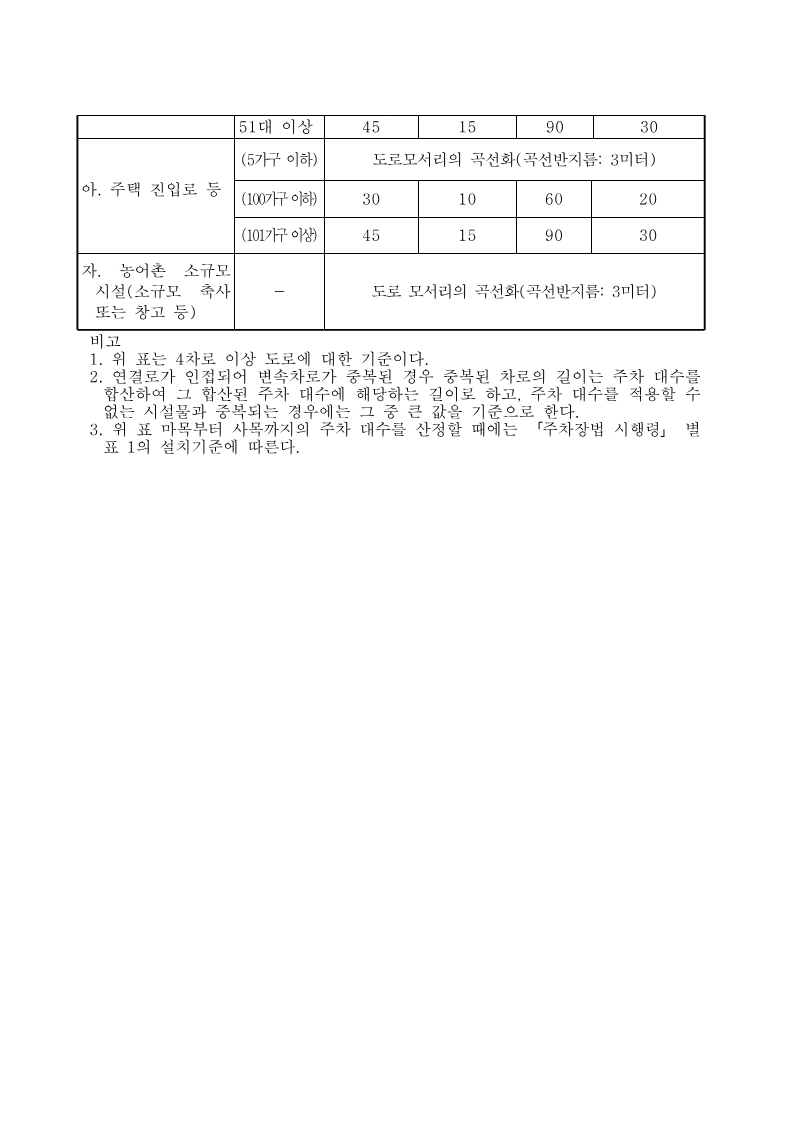 51대 이상 45 15 90 30
(5가구 이하) 도로모서리의 곡선화(곡선반지름: 3미터)
아. 주택 진입로 등 (100가구 이하) 30 10 60 20
(101가구 이상) 45 15 90 30
자. 농어촌 소규모
시설(소규모 축사 － 도로 모서리의 곡선화(곡선반지름: 3미터)
또는 창고 등)
비고
1. 위 표는 4차로 이상 도로에 대한 기준이다.
2. 연결로가 인접되어 변속차로가 중복된 경우 중복된 차로의 길이는 주차 대수를
합산하여 그 합산된 주차 대수에 해당하는 길이로 하고, 주차 대수를 적용할 수
없는 시설물과 중복되는 경우에는 그 중 큰 값을 기준으로 한다.
3. 위 표 마목부터 사목까지의 주차 대수를 산정할 때에는 「주차장법 시행령」 별
표 1의 설치기준에 따른다.